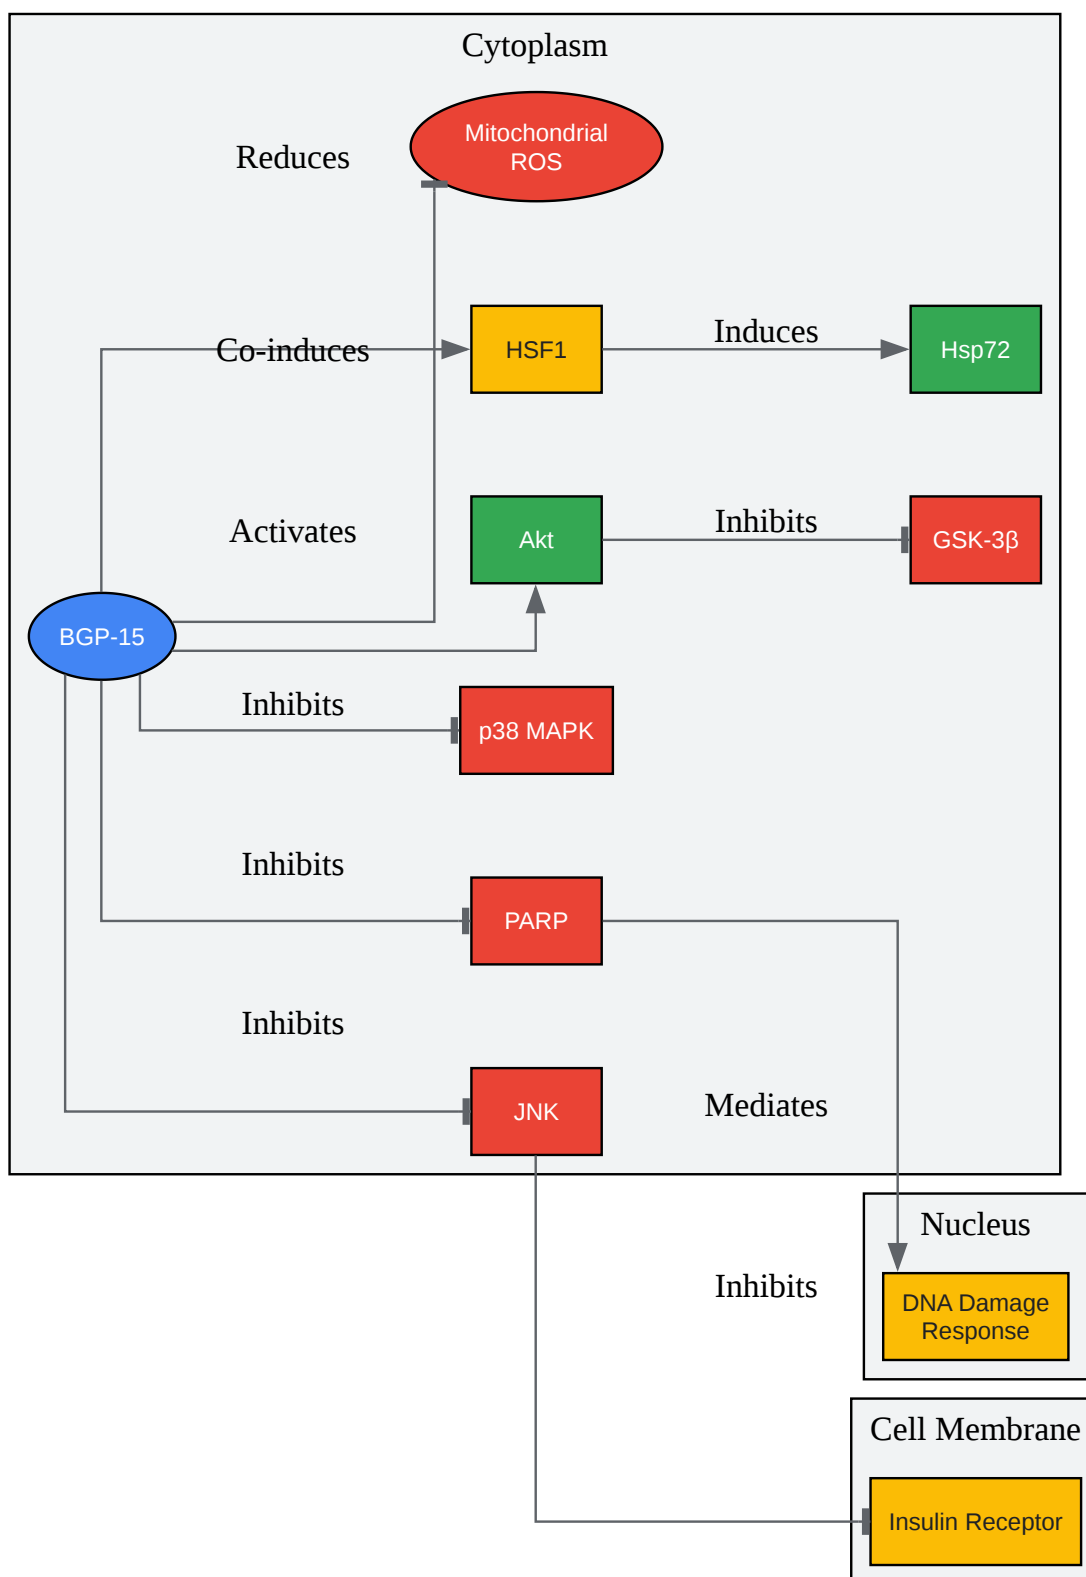 Cytoplasm
Mitochondrial
ROS
Reduces
Co-induces
HSF1
Induces
Hsp72
Activates
Akt
Inhibits
GSK-3β
BGP-15
Inhibits
p38 MAPK
Inhibits
PARP
Inhibits
JNK
Mediates
Nucleus
Inhibits
DNA Damage
Response
Cell Membrane
Insulin Receptor